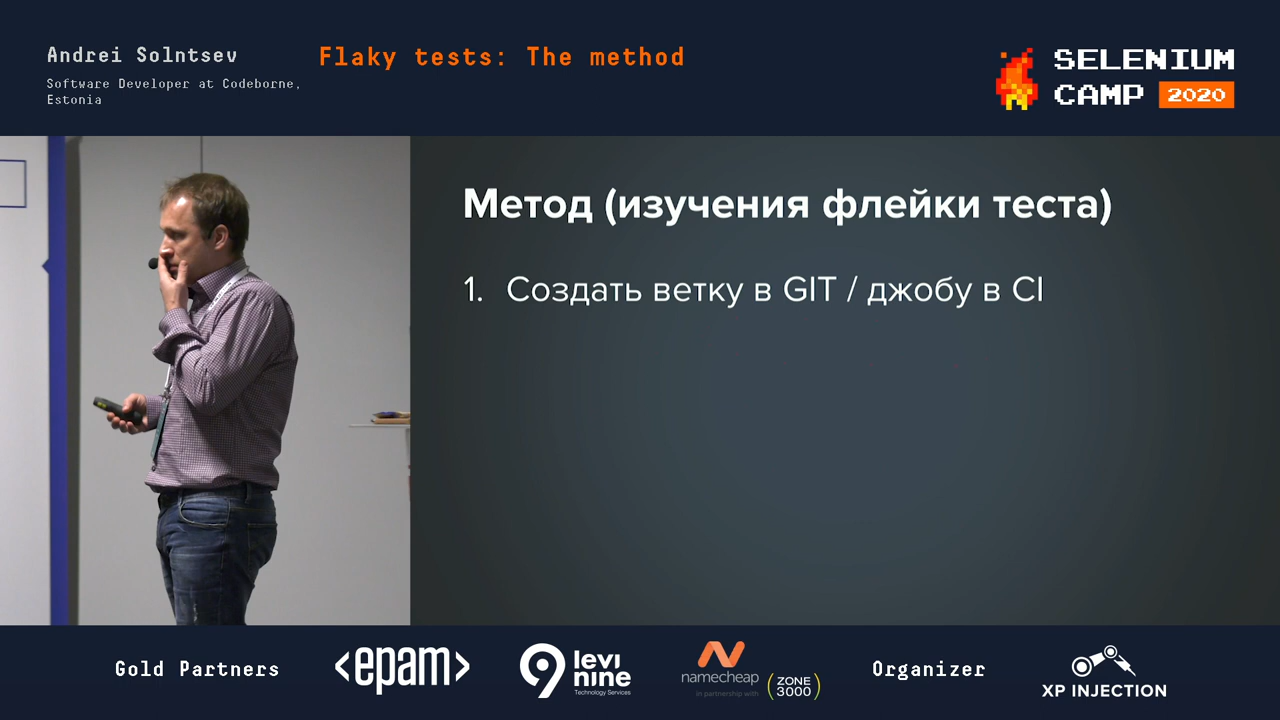 Andrei Solntsev
Software Developer at Codeborne,
Estonia
Flaky tests: The method
SELENIUM
CAMP 2020
Метод (изучения флейки теста)
1. Создать ветку в GIT / джобу в CI
Gold Partners
<epam>
9
levi
nine
Technology Services
namecheap
in partnership with
ZONE
3000
Organizer
XP INJECTION